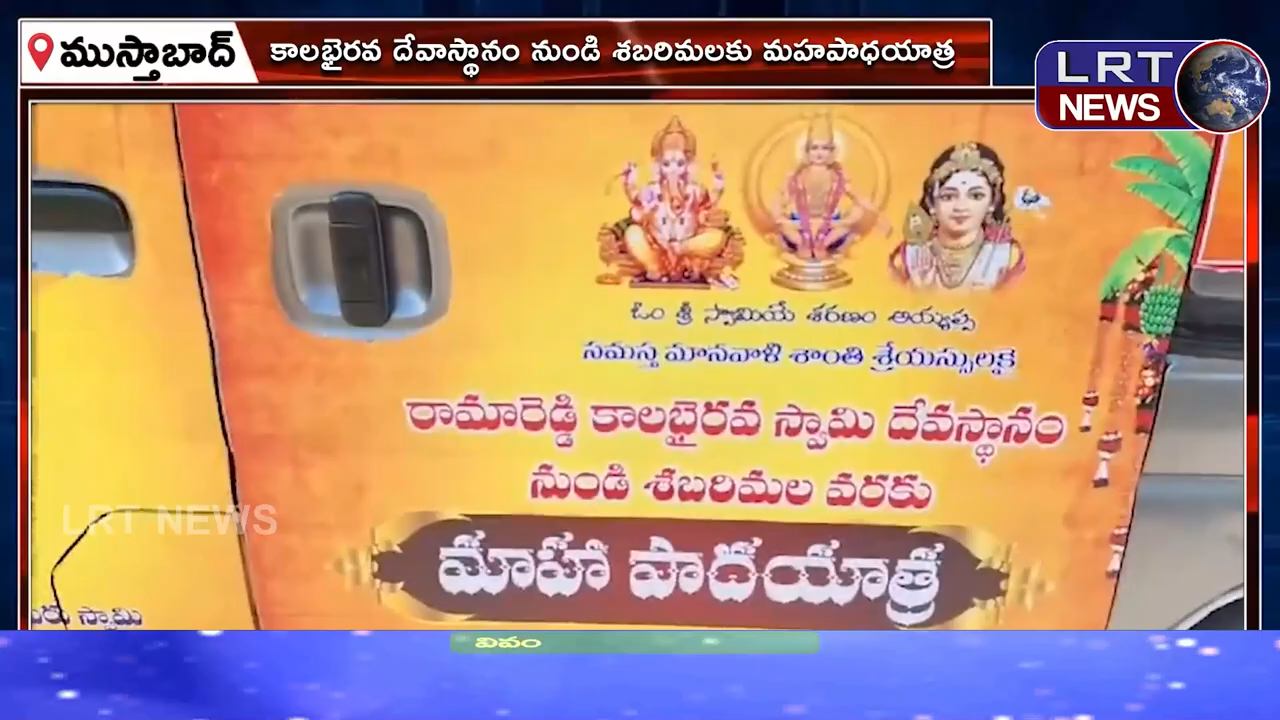 ముస్తాబాద్
కాలభైరవ దేవాస్థానం నుండి శబరిమలకు మహపాధయాత్ర
LRT
NEWS
ఓం శ్రీ స్వామియే శరణం అయ్యప్ప
సమస్త మానవాళి శాంతి శ్రేయస్సులకై
రామారెడ్డి కాలభైరవ స్వామి దేవస్థానం
నుండి శబరిమల వరకు
LRT NEWS
మాహా పాదయాత్ర
స్వామి